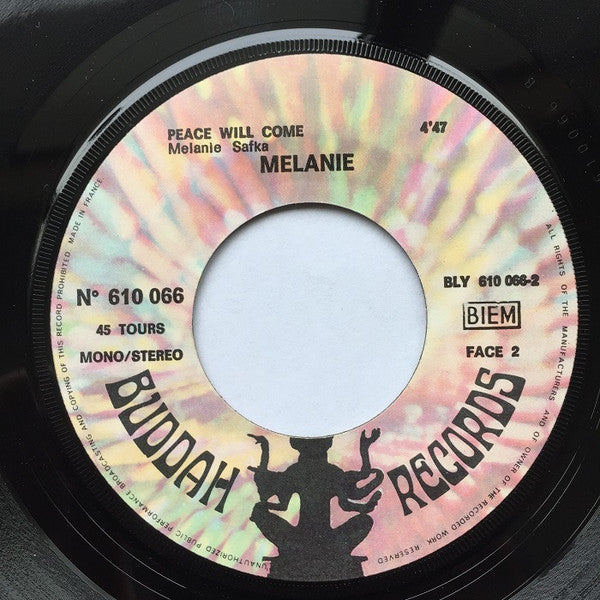 PEACE WILL COME
Melanie Safka
4'47
MELANIE
N° 610 066
45 TOURS
MONO/STEREO
BLY 610 066-2
BIEM
FACE 2
BUDDAH RECORDS
ALL RIGHTS OF THE MANUFACTURERS AND OF OWNER OF THE RECORDED WORK RESERVED
UNAUTHORIZED PUBLIC PERFORMANCE BROADCASTING AND COPYING OF THIS RECORD PROHIBITED. MADE IN FRANCE